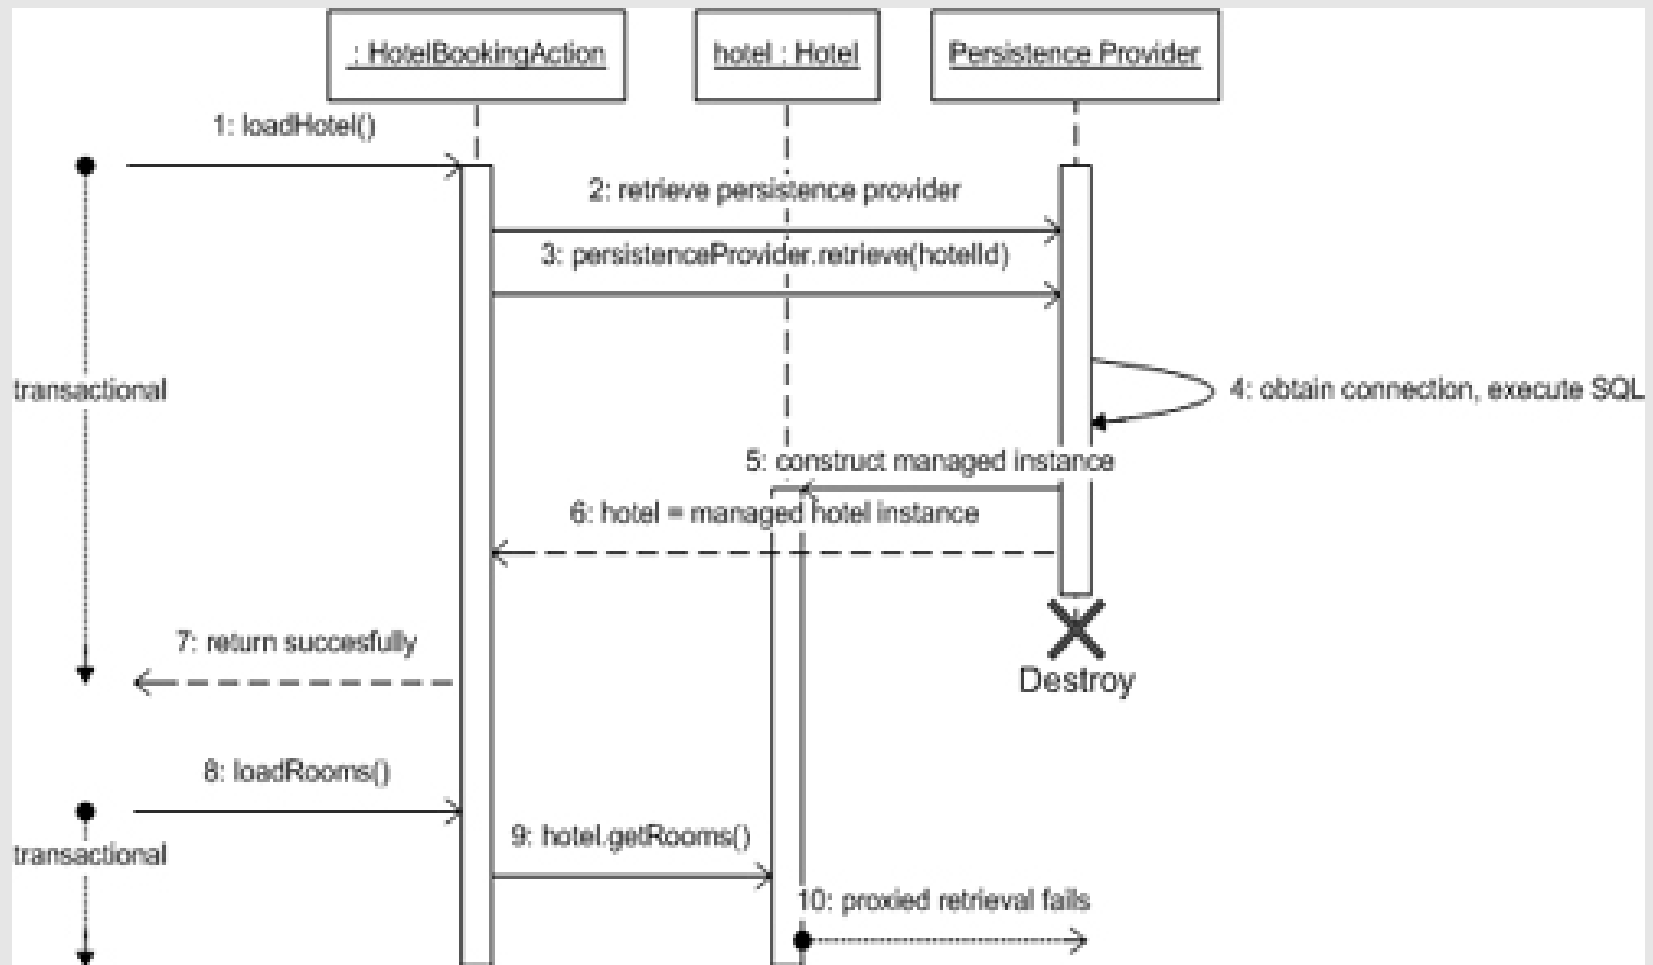 : HotelBookingAction
hotel : Hotel
Persistence Provider
1: loadHotel()
2: retrieve persistence provider
3: persistenceProvider.retrieve(hotelId)
transactional
4: obtain connection, execute SQL
5: construct managed instance
6: hotel = managed hotel instance
7: return succesfully
Destroy
8: loadRooms()
9: hotel.getRooms()
transactional
10: proxied retrieval fails